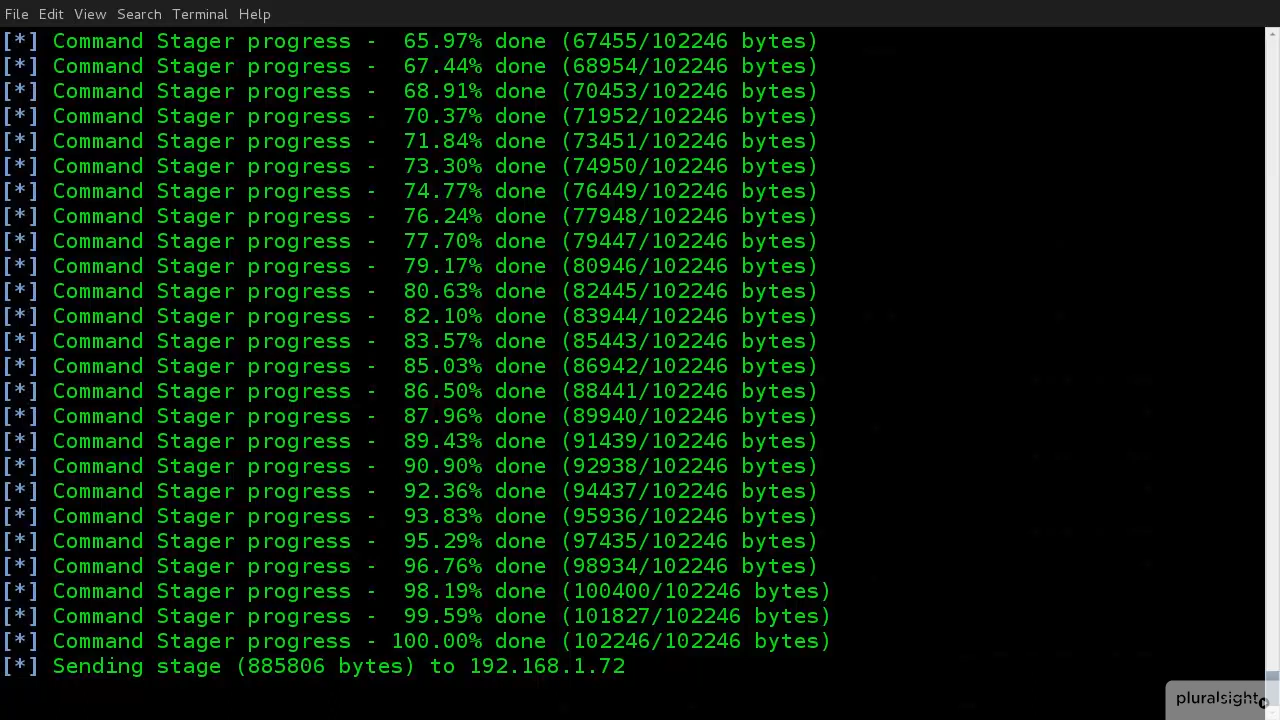 File Edit View Search Terminal Help
[*] Command Stager progress -  65.97% done (67455/102246 bytes)
[*] Command Stager progress -  67.44% done (68954/102246 bytes)
[*] Command Stager progress -  68.91% done (70453/102246 bytes)
[*] Command Stager progress -  70.37% done (71952/102246 bytes)
[*] Command Stager progress -  71.84% done (73451/102246 bytes)
[*] Command Stager progress -  73.30% done (74950/102246 bytes)
[*] Command Stager progress -  74.77% done (76449/102246 bytes)
[*] Command Stager progress -  76.24% done (77948/102246 bytes)
[*] Command Stager progress -  77.70% done (79447/102246 bytes)
[*] Command Stager progress -  79.17% done (80946/102246 bytes)
[*] Command Stager progress -  80.63% done (82445/102246 bytes)
[*] Command Stager progress -  82.10% done (83944/102246 bytes)
[*] Command Stager progress -  83.57% done (85443/102246 bytes)
[*] Command Stager progress -  85.03% done (86942/102246 bytes)
[*] Command Stager progress -  86.50% done (88441/102246 bytes)
[*] Command Stager progress -  87.96% done (89940/102246 bytes)
[*] Command Stager progress -  89.43% done (91439/102246 bytes)
[*] Command Stager progress -  90.90% done (92938/102246 bytes)
[*] Command Stager progress -  92.36% done (94437/102246 bytes)
[*] Command Stager progress -  93.83% done (95936/102246 bytes)
[*] Command Stager progress -  95.29% done (97435/102246 bytes)
[*] Command Stager progress -  96.76% done (98934/102246 bytes)
[*] Command Stager progress -  98.19% done (100400/102246 bytes)
[*] Command Stager progress -  99.59% done (101827/102246 bytes)
[*] Command Stager progress - 100.00% done (102246/102246 bytes)
[*] Sending stage (885806 bytes) to 192.168.1.72
pluralsight